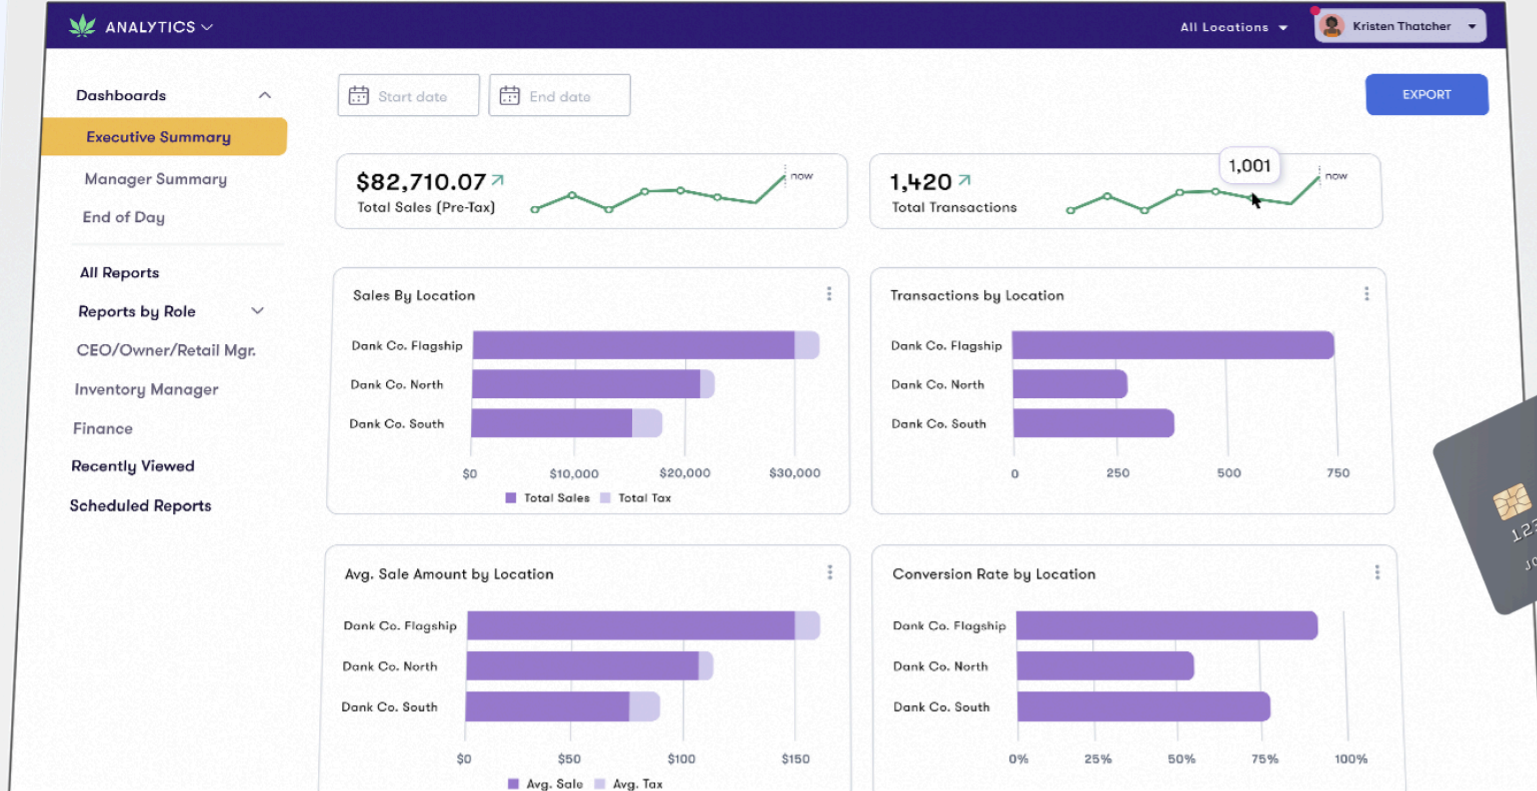 ANALYTICS
All Locations
Kristen Thatcher
Dashboards
Executive Summary
Manager Summary
End of Day
All Reports
Reports by Role
CEO/Owner/Retail Mgr.
Inventory Manager
Finance
Recently Viewed
Scheduled Reports
Start date
End date
EXPORT
$82,710.07
Total Sales (Pre-Tax)
now
1,420
Total Transactions
1,001
now
Sales By Location
Dank Co. Flagship
Dank Co. North
Dank Co. South
$0 $10,000 $20,000 $30,000
Total Sales Total Tax
Transactions by Location
Dank Co. Flagship
Dank Co. North
Dank Co. South
0 250 500 750
Avg. Sale Amount by Location
Dank Co. Flagship
Dank Co. North
Dank Co. South
$0 $50 $100 $150
Avg. Sale Avg. Tax
Conversion Rate by Location
Dank Co. Flagship
Dank Co. North
Dank Co. South
0% 25% 50% 75% 100%